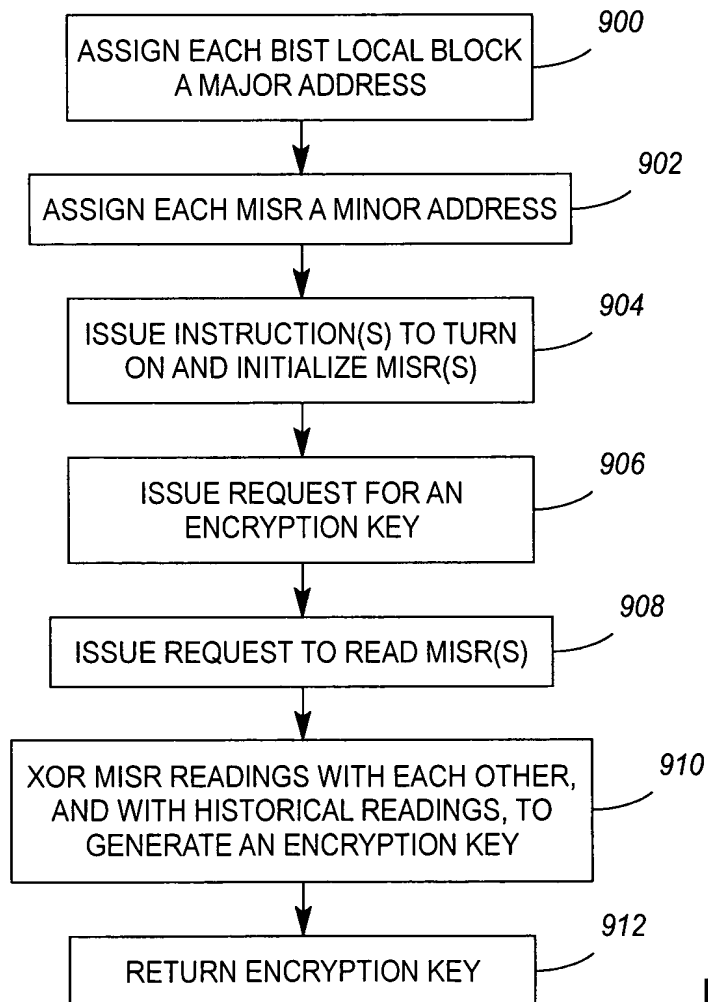 900
ASSIGN EACH BIST LOCAL BLOCK
A MAJOR ADDRESS
902
ASSIGN EACH MISR A MINOR ADDRESS
904
ISSUE INSTRUCTION(S) TO TURN
ON AND INITIALIZE MISR(S)
906
ISSUE REQUEST FOR AN
ENCRYPTION KEY
908
ISSUE REQUEST TO READ MISR(S)
910
XOR MISR READINGS WITH EACH OTHER,
AND WITH HISTORICAL READINGS, TO
GENERATE AN ENCRYPTION KEY
912
RETURN ENCRYPTION KEY